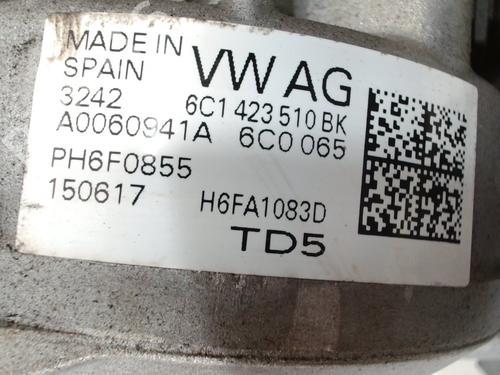 MADE IN SPAIN VW AG
3242 6C1 423 510 BK
A0060941A 6C0 065
PH6F0855
150617 H6FA1083D
TD5